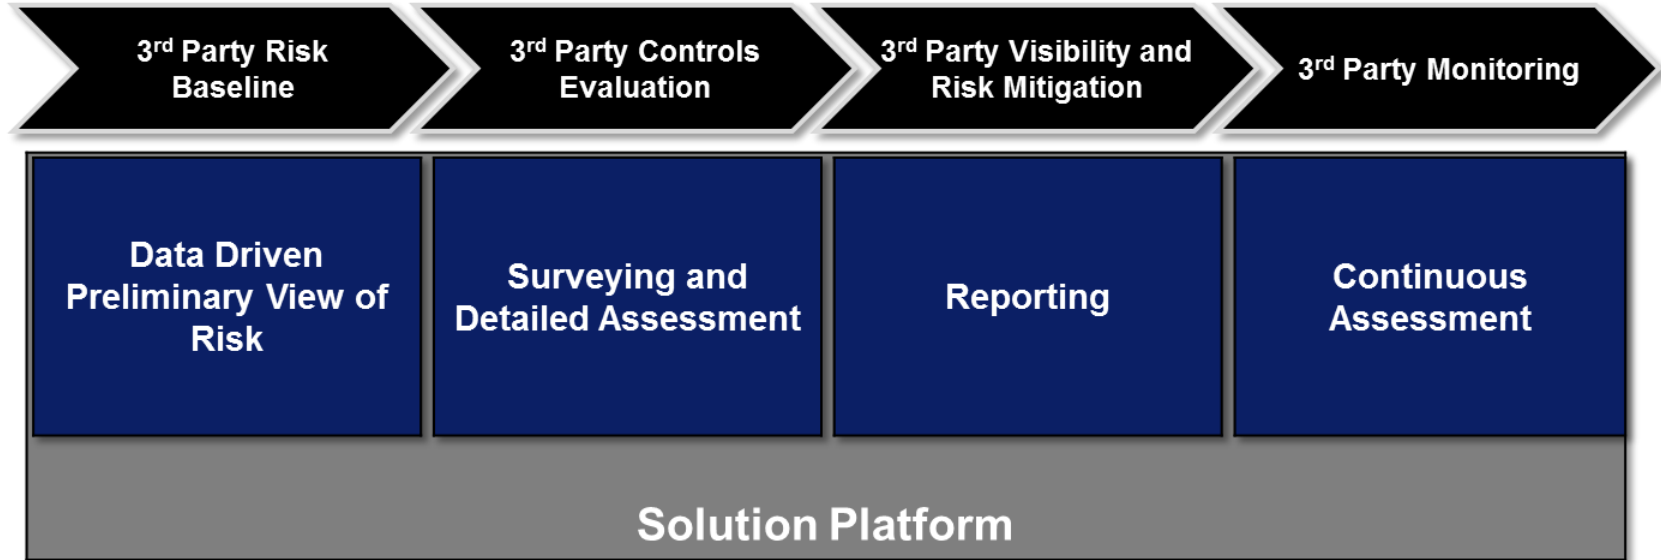 3rd Party Risk
Baseline
3rd Party Controls
Evaluation
3rd Party Visibility and
Risk Mitigation
3rd Party Monitoring
Data Driven
Preliminary View of
Risk
Surveying and
Detailed Assessment
Reporting
Continuous
Assessment
Solution Platform